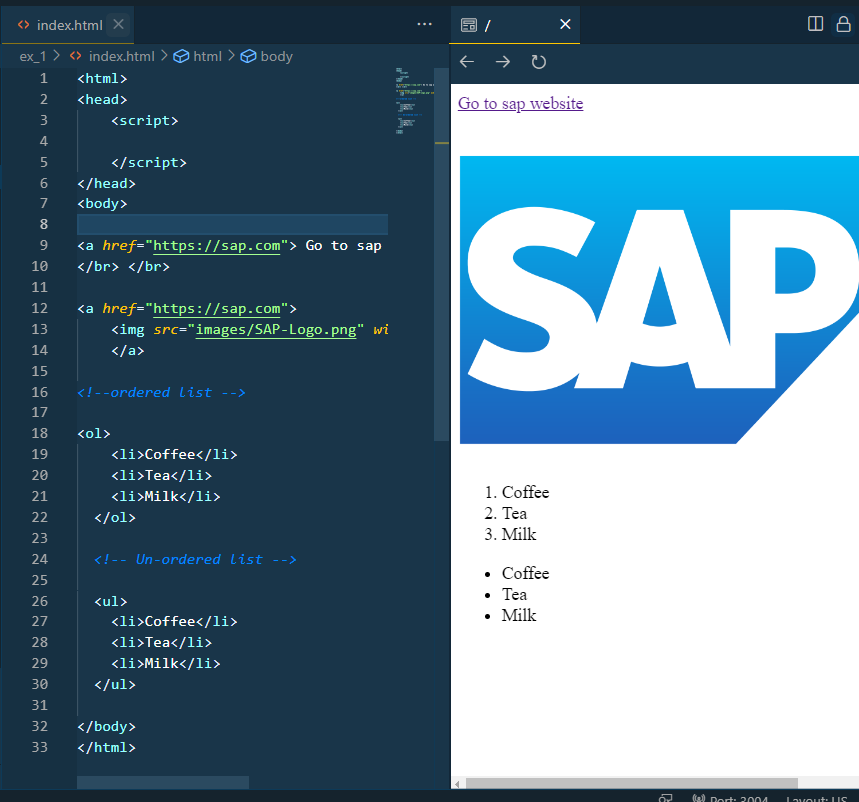 index.html
ex_1 > index.html > html > body
1 <html>
2 <head>
3 <script>
4
5 </script>
6 </head>
7 <body>
8
9 <a href="https://sap.com"> Go to sap
10 </br> </br>
11
12 <a href="https://sap.com">
13 <img src="images/SAP-Logo.png" wi
14 </a>
15
16 <!--ordered list -->
17
18 <ol>
19 <li>Coffee</li>
20 <li>Tea</li>
21 <li>Milk</li>
22 </ol>
23
24 <!-- Un-ordered list -->
25
26 <ul>
27 <li>Coffee</li>
28 <li>Tea</li>
29 <li>Milk</li>
30 </ul>
31
32 </body>
33 </html>
/
Go to sap website
SAP
1. Coffee
2. Tea
3. Milk
• Coffee
• Tea
• Milk
Port: 3004 Layout: US